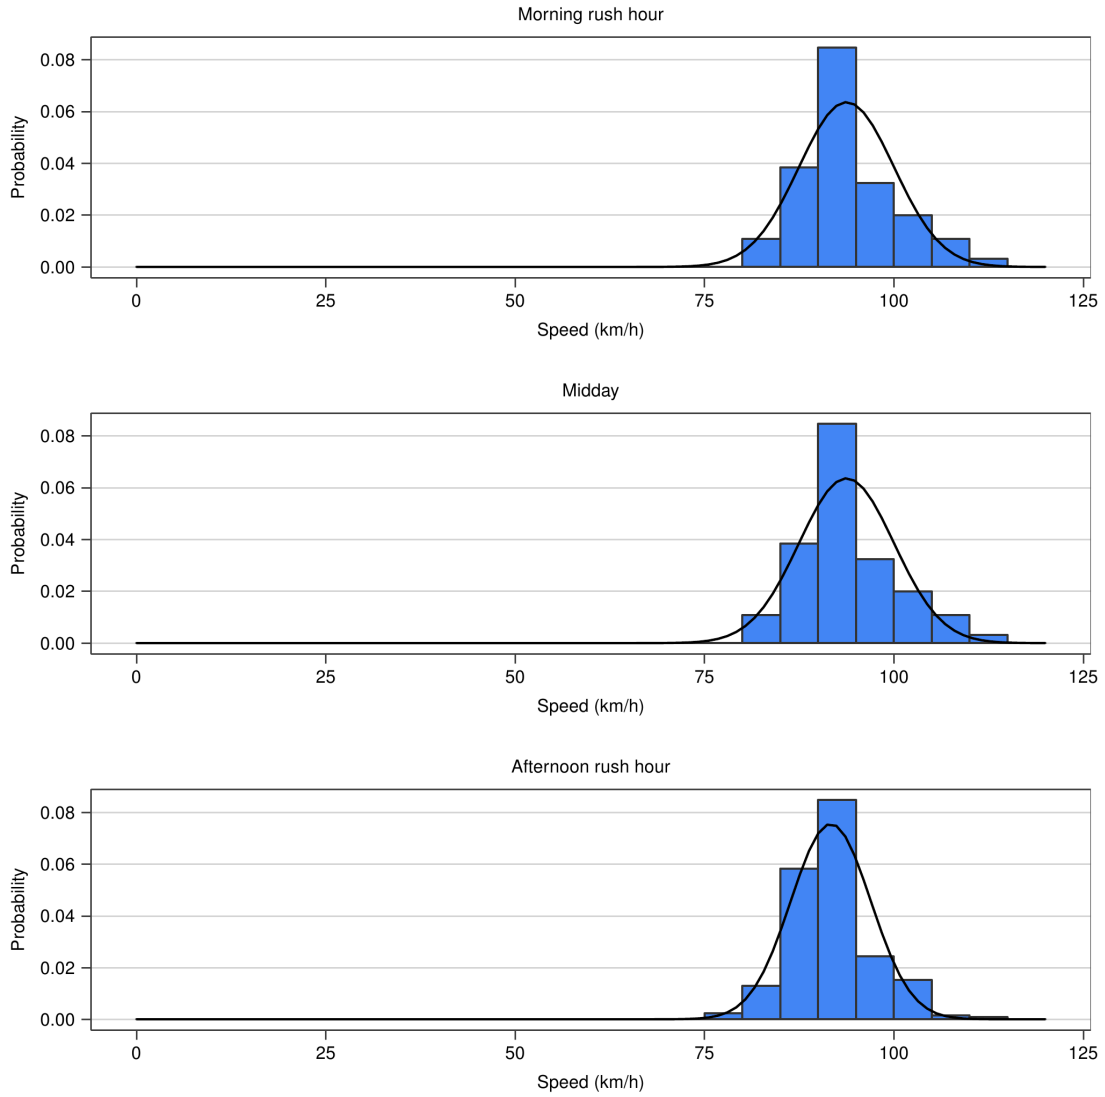 Morning rush hour
Probability
0.08
0.06
0.04
0.02
0.00
0 25 50 75 100 125
Speed (km/h)
Midday
Probability
0.08
0.06
0.04
0.02
0.00
0 25 50 75 100 125
Speed (km/h)
Afternoon rush hour
Probability
0.08
0.06
0.04
0.02
0.00
0 25 50 75 100 125
Speed (km/h)